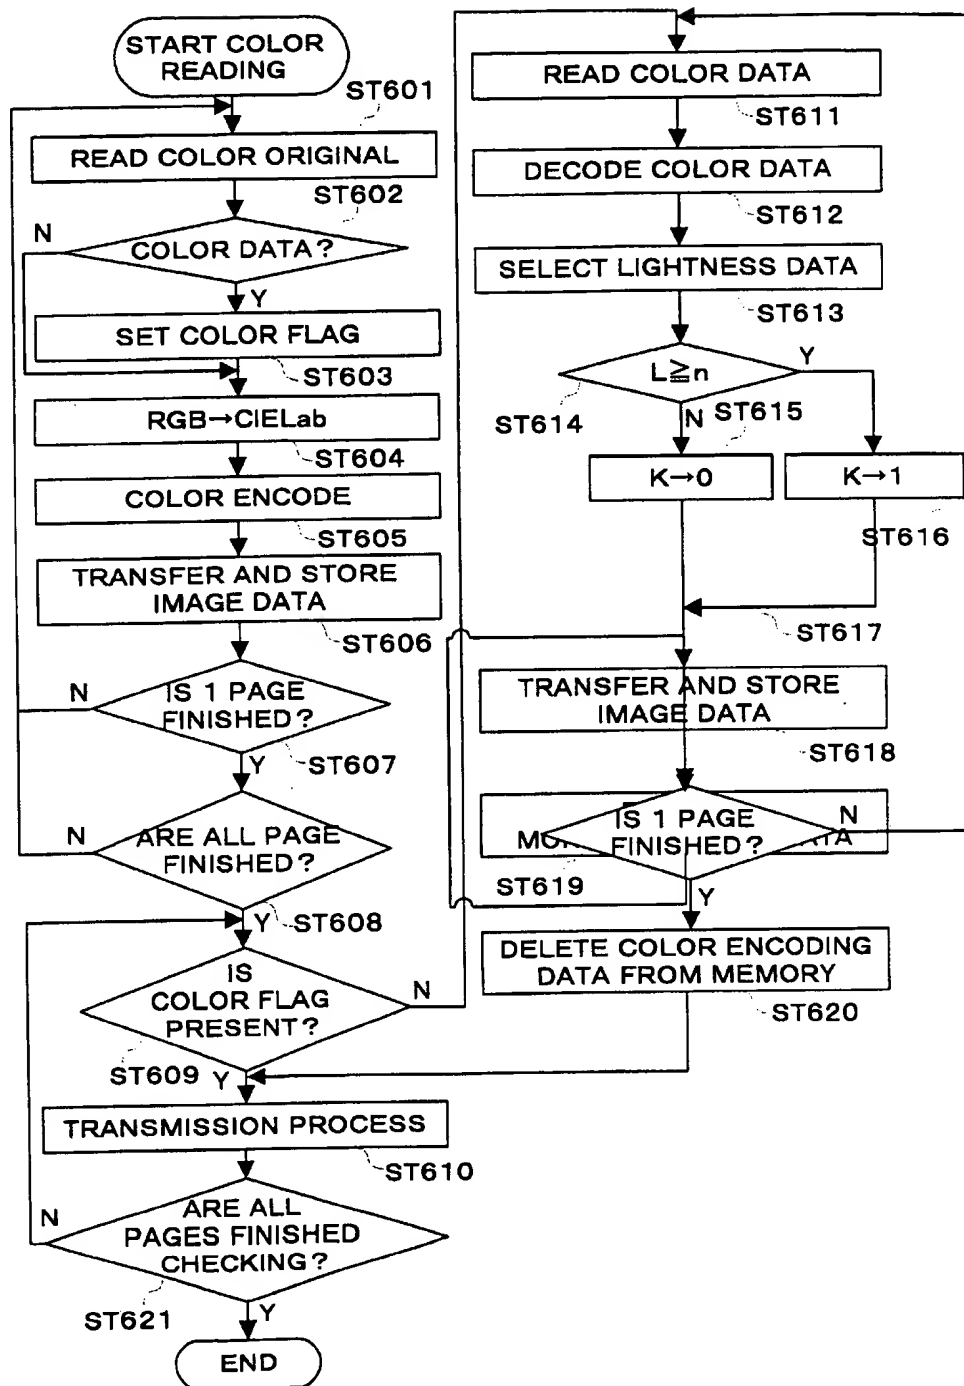 START COLOR
READING
ST601
READ COLOR ORIGINAL
ST602
N
COLOR DATA?
Y
SET COLOR FLAG
ST603
RGB→CIELab
ST604
COLOR ENCODE
ST605
TRANSFER AND STORE
IMAGE DATA
ST606
N
IS 1 PAGE
FINISHED?
Y
ST607
N
ARE ALL PAGE
FINISHED?
Y
ST608
IS
COLOR FLAG
PRESENT?
N
ST609
Y
TRANSMISSION PROCESS
ST610
N
ARE ALL
PAGES FINISHED
CHECKING?
ST621
Y
END
READ COLOR DATA
ST611
DECODE COLOR DATA
ST612
SELECT LIGHTNESS DATA
ST613
L≧n
Y
ST614
N
ST615
K→0
K→1
ST616
ST617
TRANSFER AND STORE
IMAGE DATA
ST618
IS 1 PAGE
FINISHED?
N
ST619
Y
DELETE COLOR ENCODING
DATA FROM MEMORY
ST620